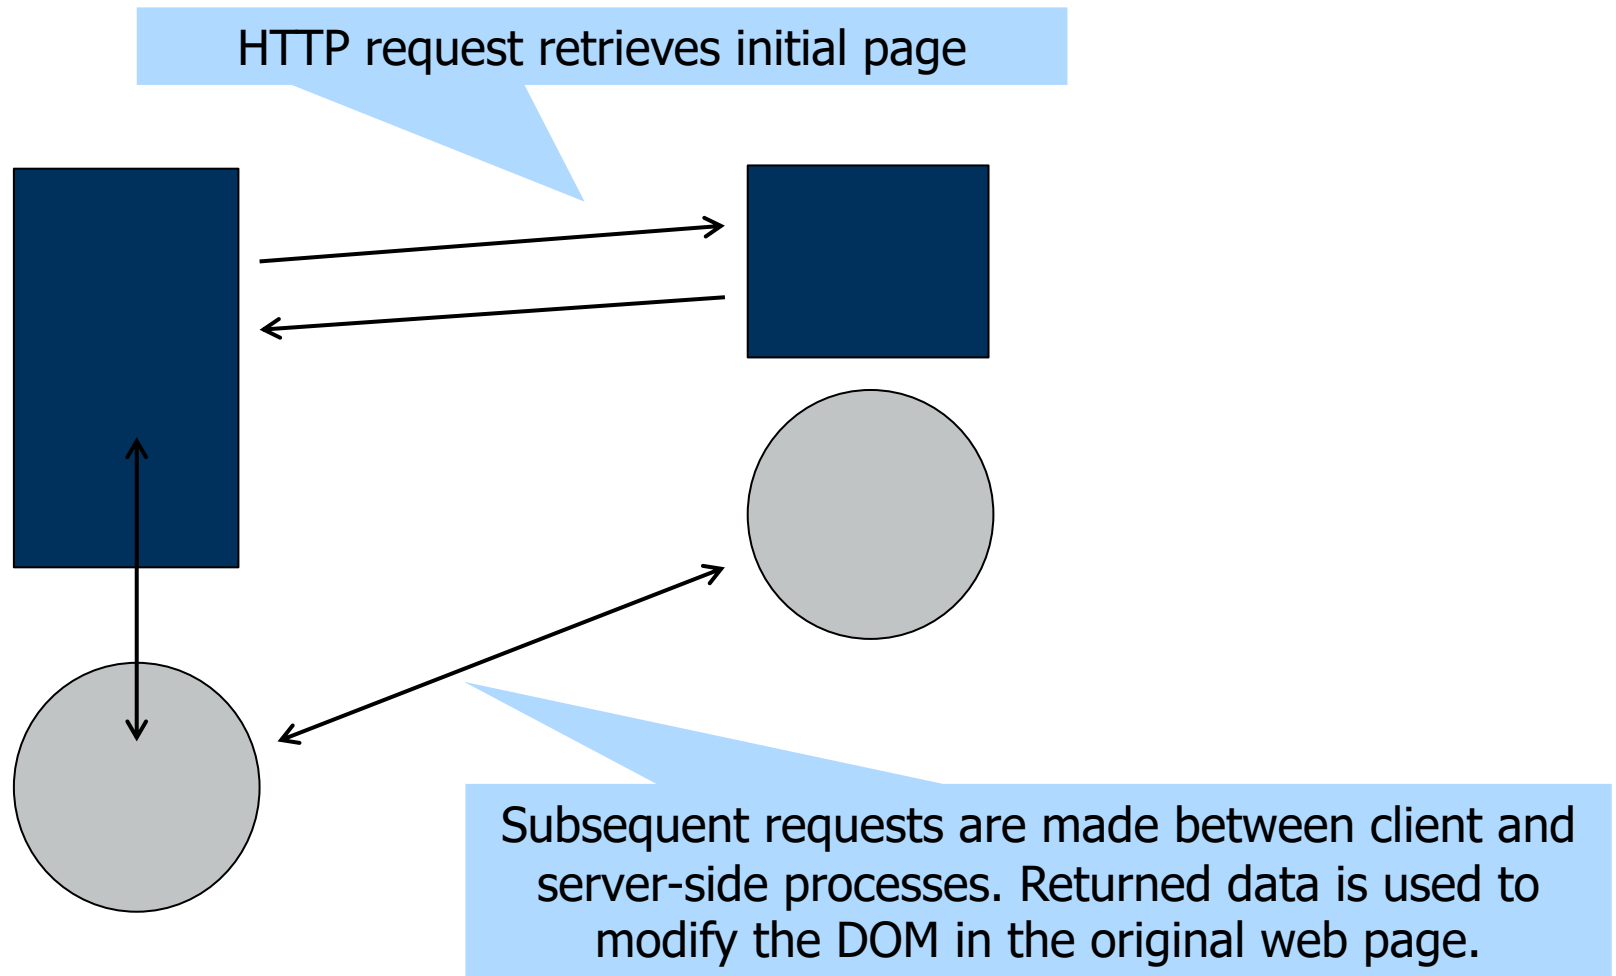 HTTP request retrieves initial page
Subsequent requests are made between client and
server-side processes. Returned data is used to
modify the DOM in the original web page.